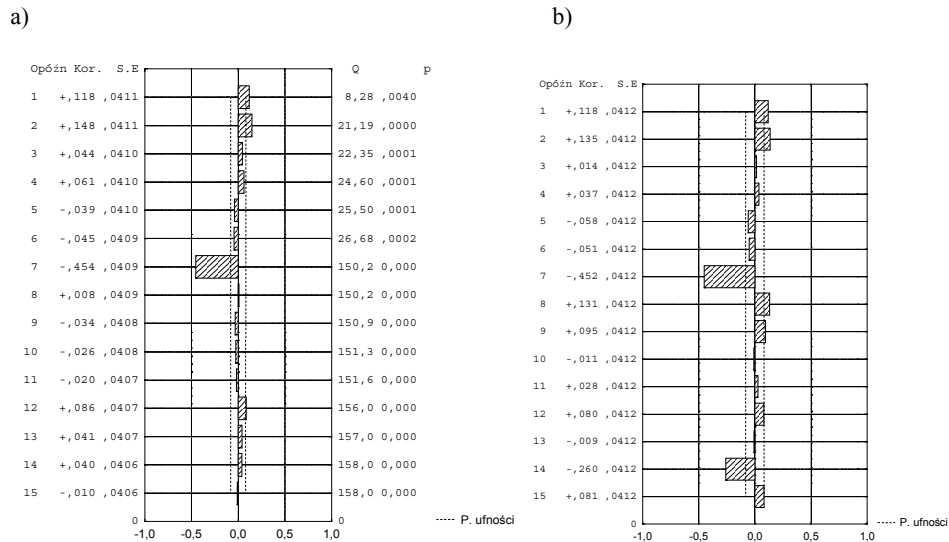 a)
Opóźn Kor. S.E Q p
1 +,118 ,0411 8,28 ,0040
2 +,148 ,0411 21,19 ,0000
3 +,044 ,0410 22,35 ,0001
4 +,061 ,0410 24,60 ,0001
5 -,039 ,0410 25,50 ,0001
6 -,045 ,0409 26,68 ,0002
7 -,454 ,0409 150,2 0,000
8 +,008 ,0409 150,2 0,000
9 -,034 ,0408 150,9 0,000
10 -,026 ,0408 151,3 0,000
11 -,020 ,0407 151,6 0,000
12 +,086 ,0407 156,0 0,000
13 +,041 ,0407 157,0 0,000
14 +,040 ,0406 158,0 0,000
15 -,010 ,0406 158,0 0,000
0 0
-1,0 -0,5 0,0 0,5 1,0
P. ufności
b)
Opóźn Kor. S.E
1 +,118 ,0412
2 +,135 ,0412
3 +,014 ,0412
4 +,037 ,0412
5 -,058 ,0412
6 -,051 ,0412
7 -,452 ,0412
8 +,131 ,0412
9 +,095 ,0412
10 -,011 ,0412
11 +,028 ,0412
12 +,080 ,0412
13 -,009 ,0412
14 -,260 ,0412
15 +,081 ,0412
0
-1,0 -0,5 0,0 0,5 1,0
P. ufności